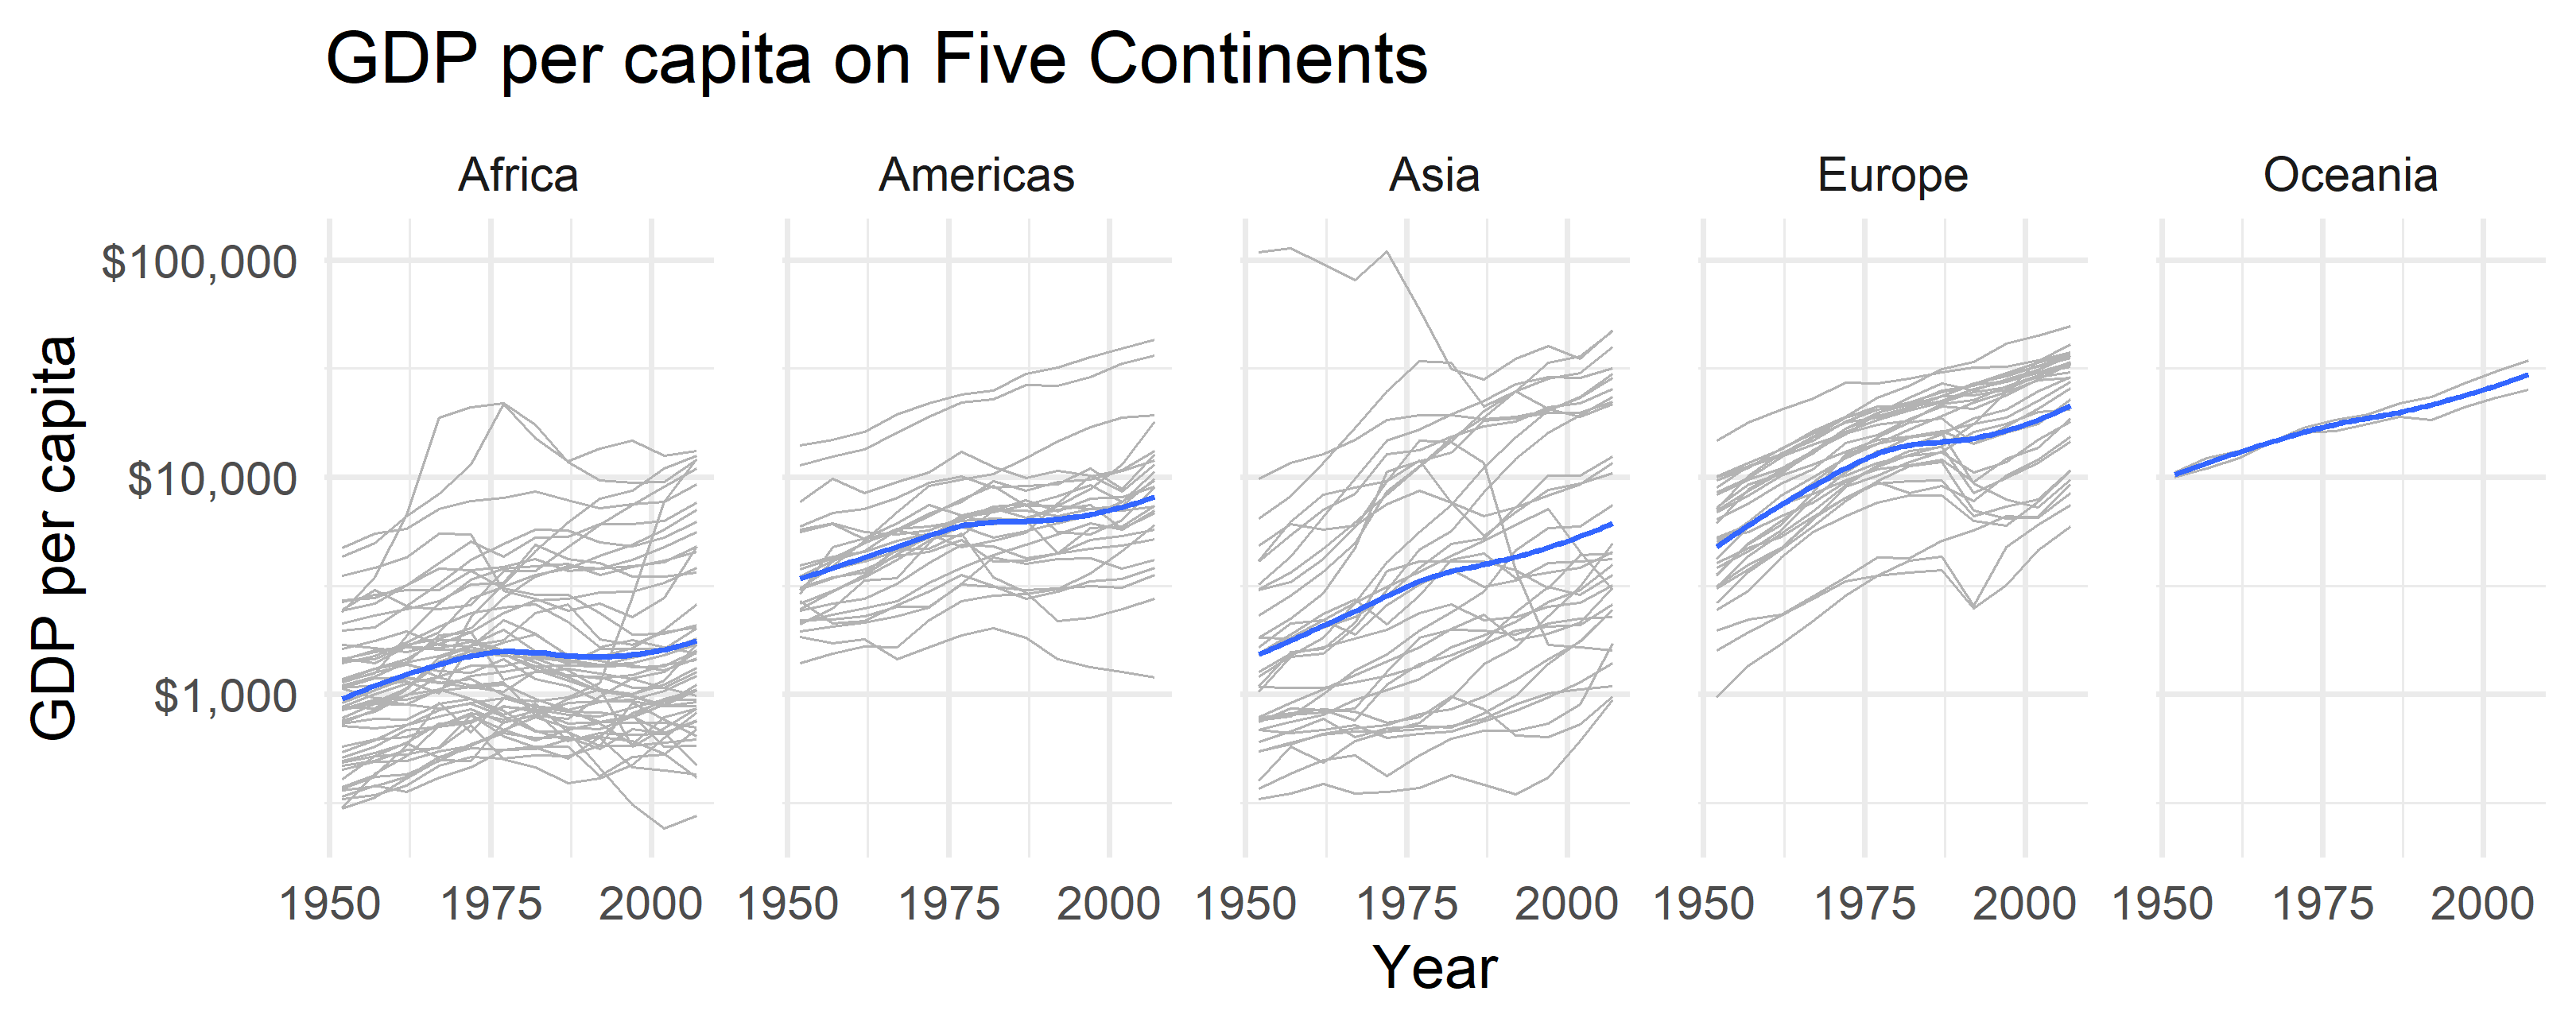 GDP per capita on Five Continents
Africa Americas Asia Europe Oceania
GDP per capita
$100,000
$10,000
$1,000
1950 1975 2000 1950 1975 2000 1950 1975 2000 1950 1975 2000 1950 1975 2000
Year